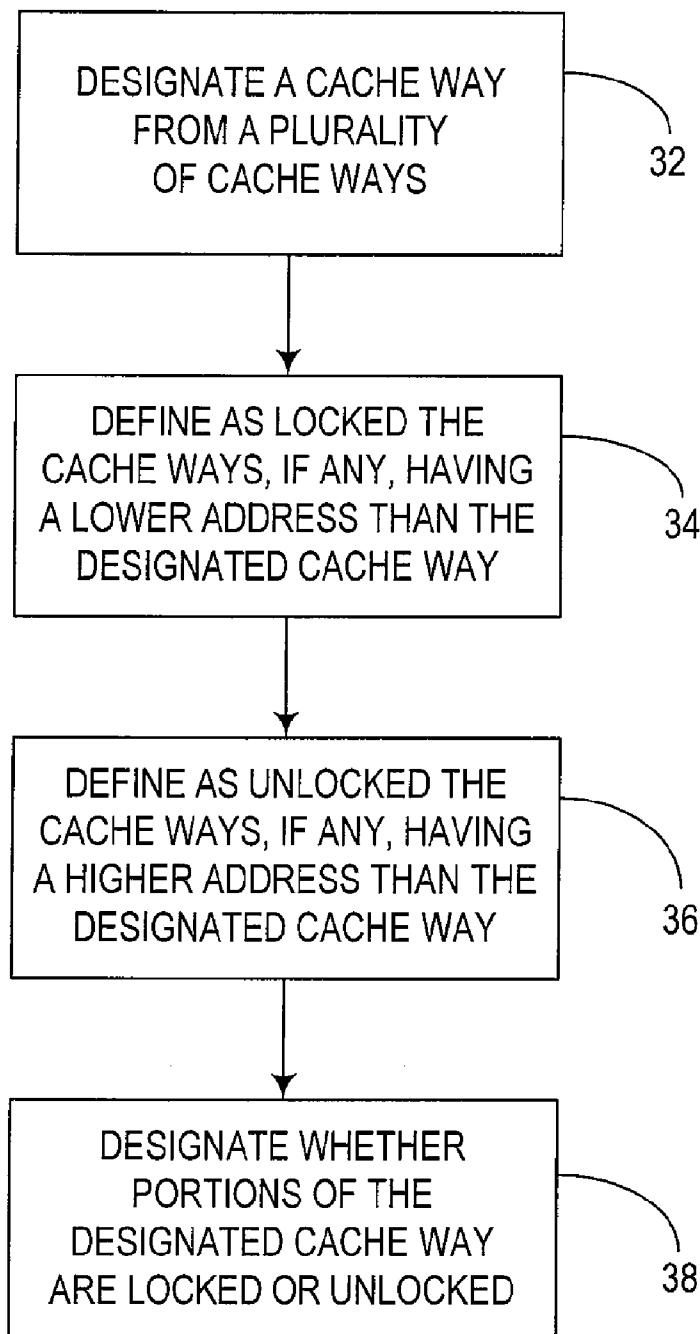 DESIGNATE A CACHE WAY
FROM A PLURALITY
OF CACHE WAYS
32
DEFINE AS LOCKED THE
CACHE WAYS, IF ANY, HAVING
A LOWER ADDRESS THAN THE
DESIGNATED CACHE WAY
34
DEFINE AS UNLOCKED THE
CACHE WAYS, IF ANY, HAVING
A HIGHER ADDRESS THAN THE
DESIGNATED CACHE WAY
36
DESIGNATE WHETHER
PORTIONS OF THE
DESIGNATED CACHE WAY
ARE LOCKED OR UNLOCKED
38